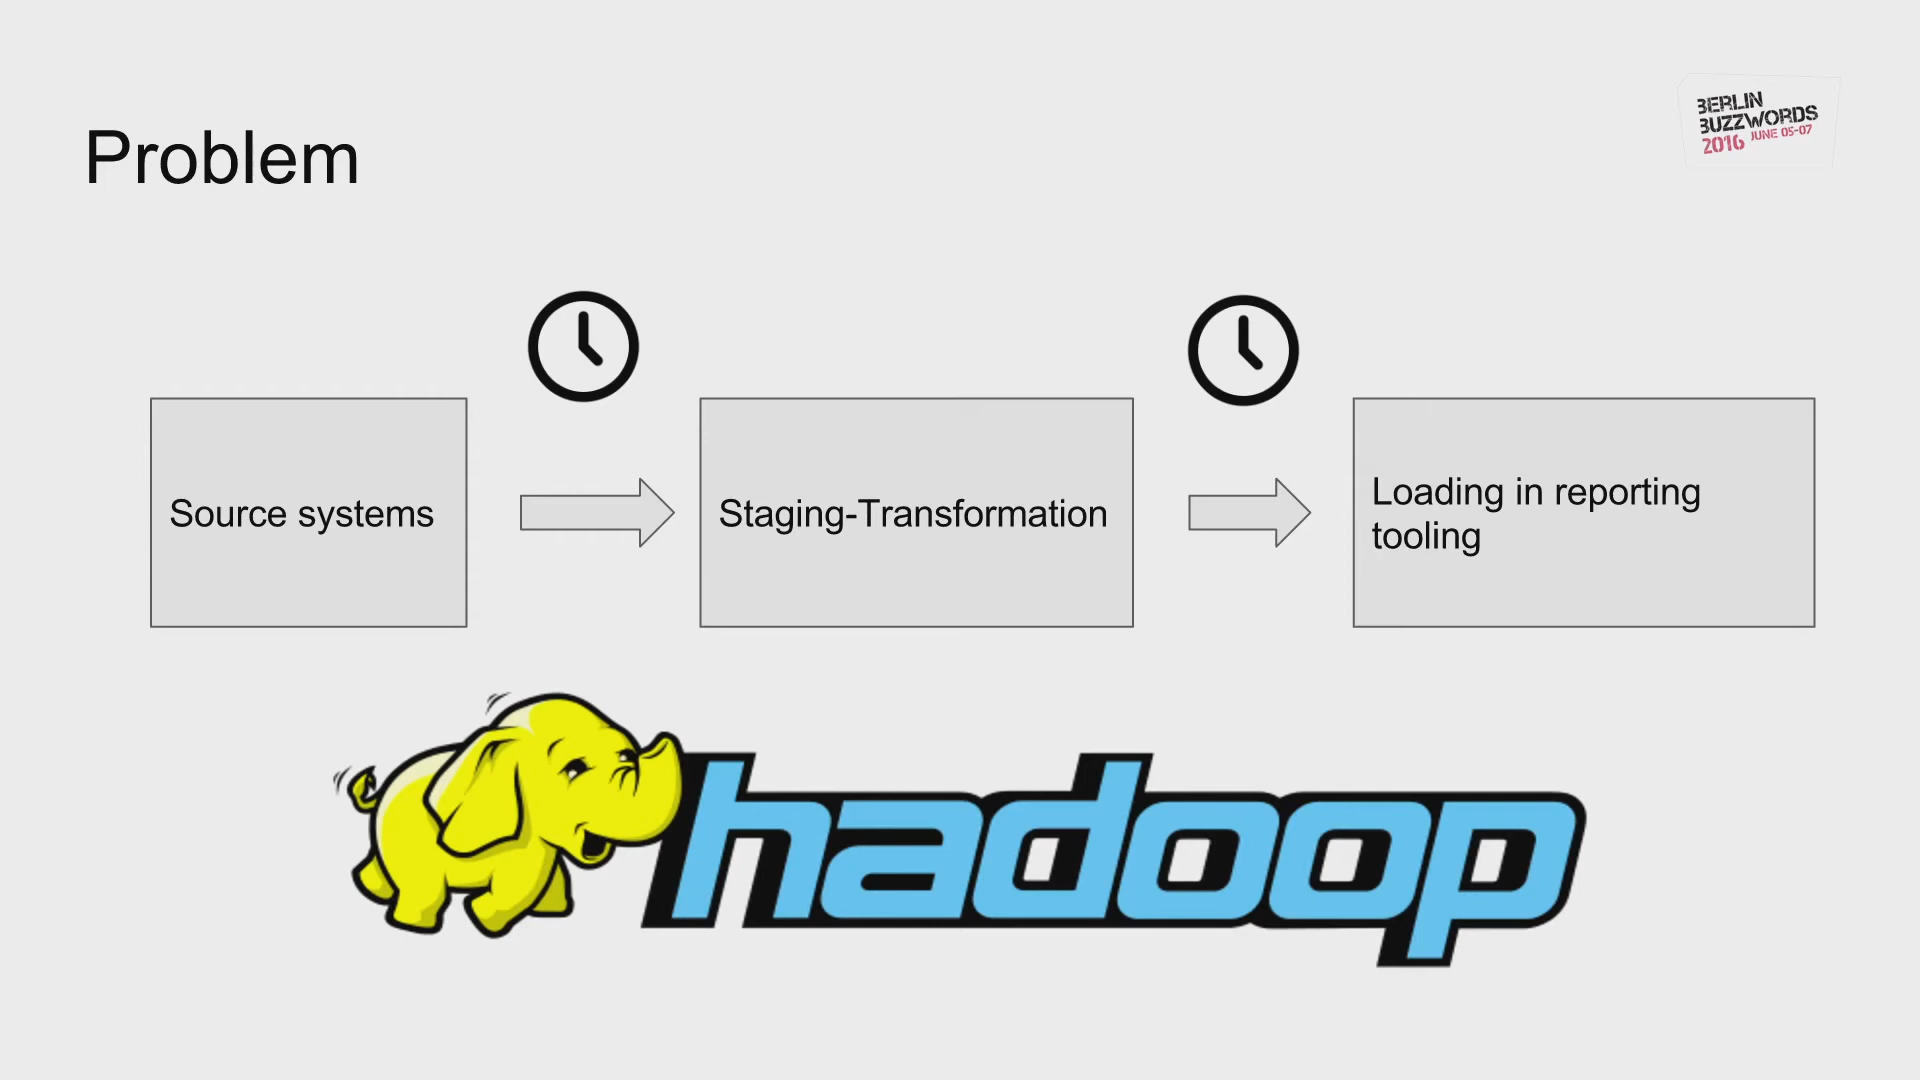 Problem
BERLIN
BUZZWORDS
2016 JUNE 05-07
Source systems
Staging-Transformation
Loading in reporting
tooling
hadoop